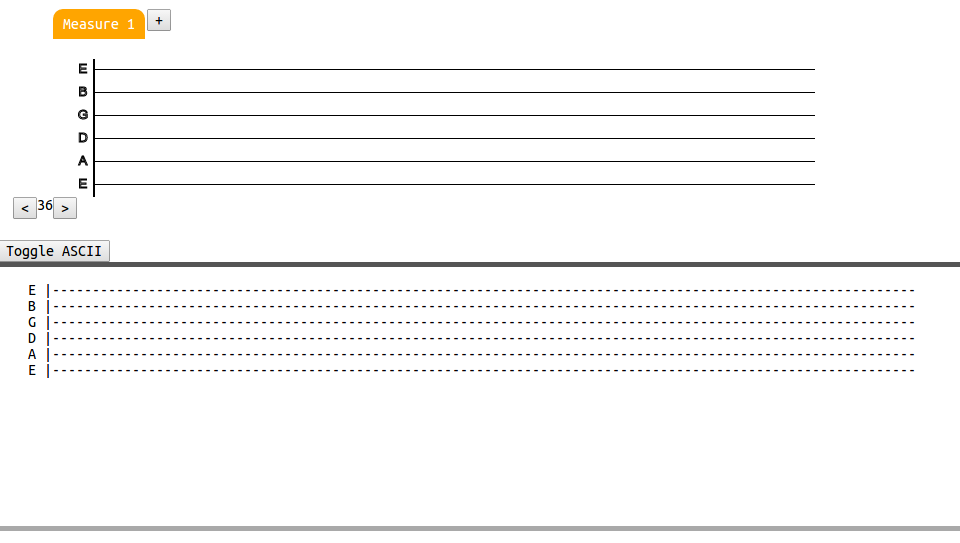 Measure 1 +
E
B
G
D
A
E
< 36 >
Toggle ASCII
E |------------------------------------------------------------------------------------------------------------
B |------------------------------------------------------------------------------------------------------------
G |------------------------------------------------------------------------------------------------------------
D |------------------------------------------------------------------------------------------------------------
A |------------------------------------------------------------------------------------------------------------
E |------------------------------------------------------------------------------------------------------------